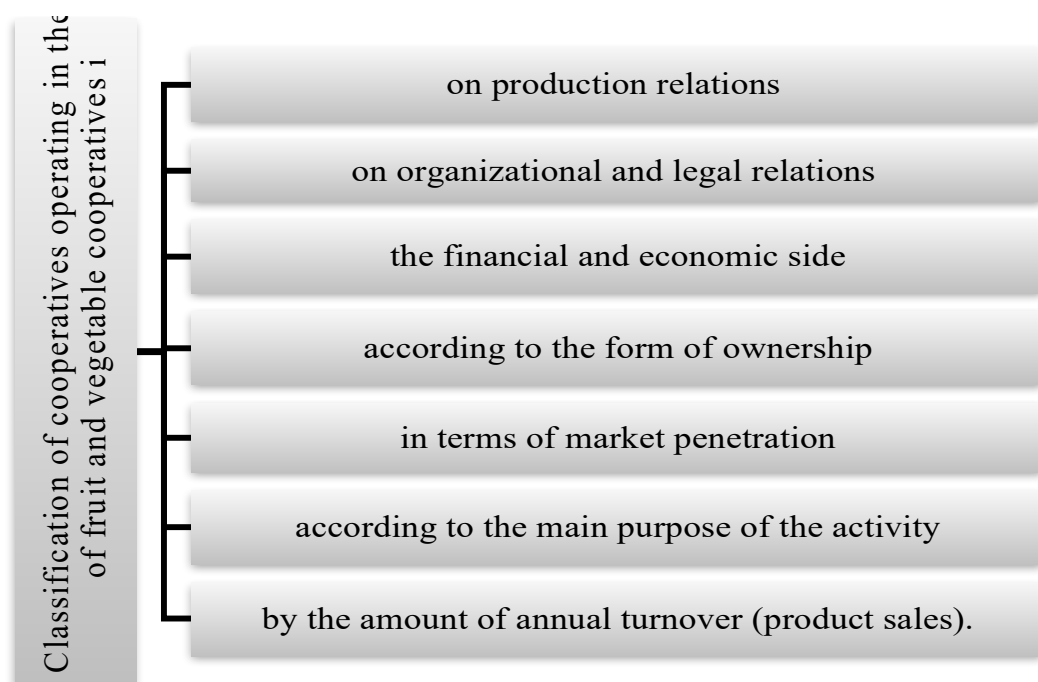 Classification of cooperatives operating in the
of fruit and vegetable cooperatives i
on production relations
on organizational and legal relations
the financial and economic side
according to the form of ownership
in terms of market penetration
according to the main purpose of the activity
by the amount of annual turnover (product sales).